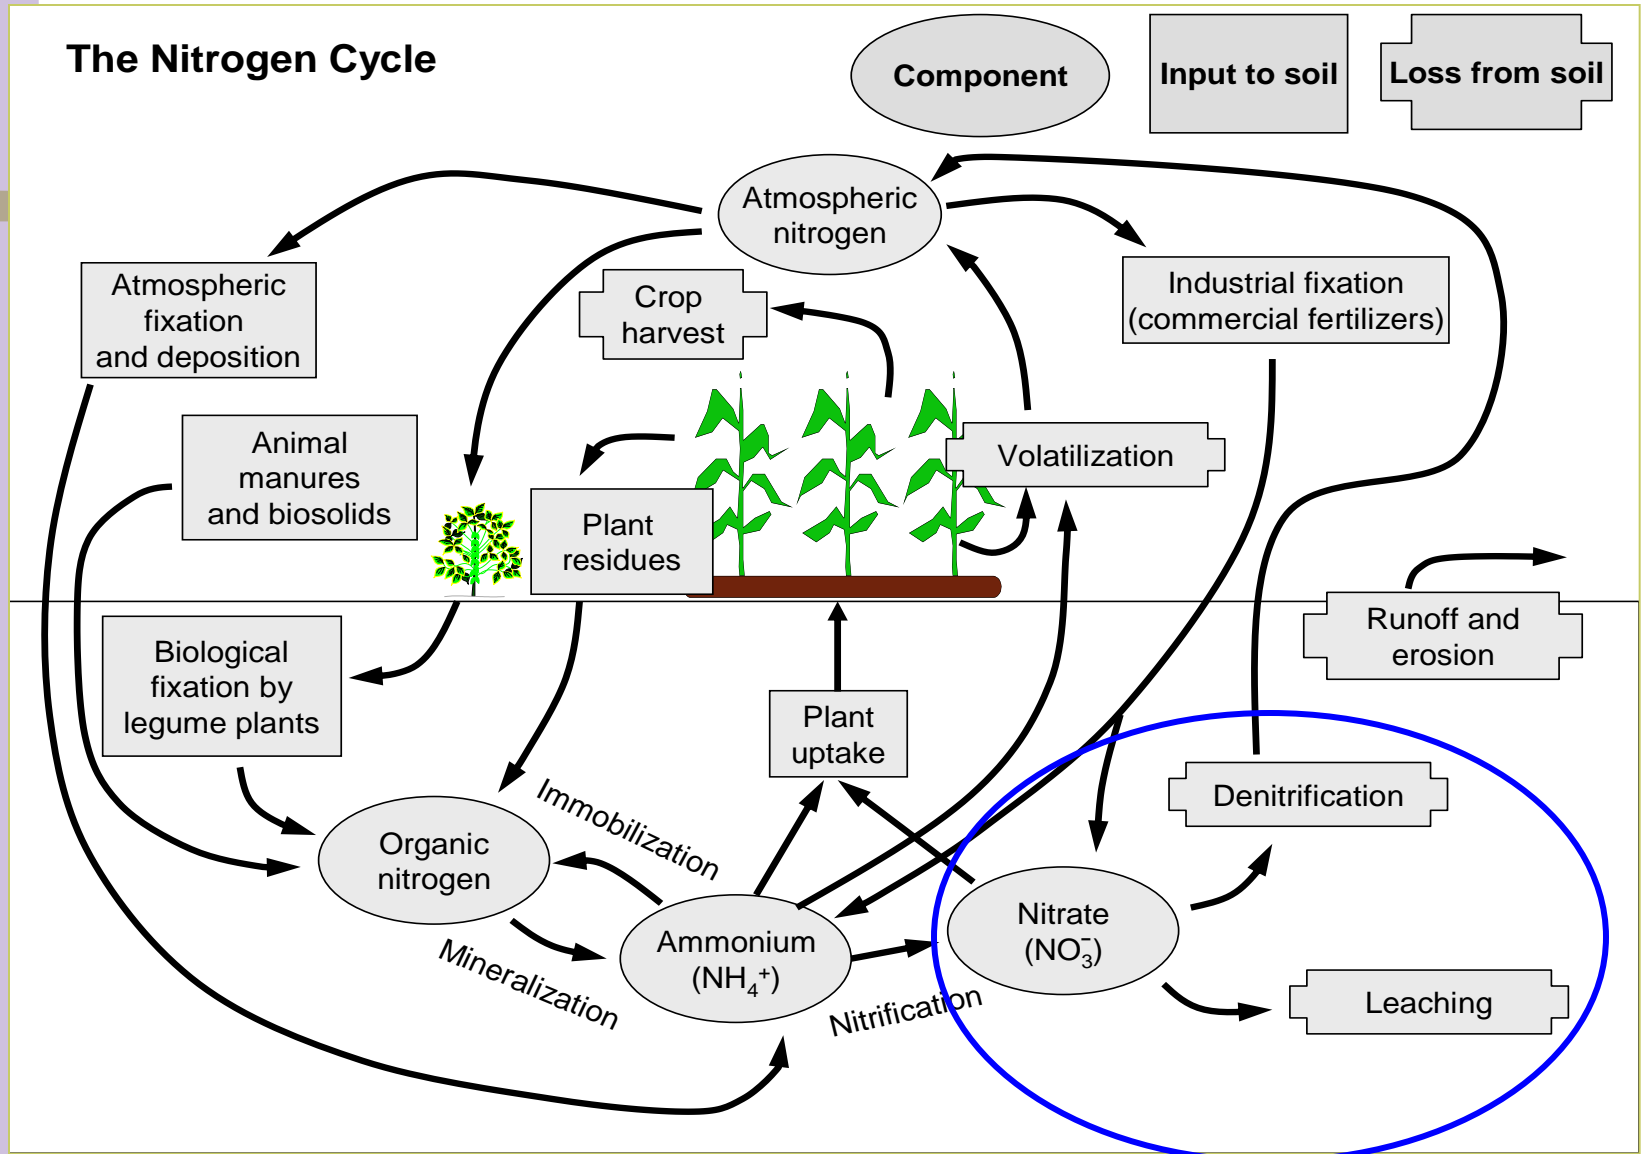 The Nitrogen Cycle
Component
Input to soil
Loss from soil
Atmospheric
nitrogen
Atmospheric
fixation
and deposition
Crop
harvest
Industrial fixation
(commercial fertilizers)
Animal
manures
and biosolids
Volatilization
Plant
residues
Runoff and
erosion
Biological
fixation by
legume plants
Plant
uptake
Denitrification
Immobilization
Organic
nitrogen
Mineralization
Ammonium
(NH₄⁺)
Nitrification
Nitrate
(NO₃⁻)
Leaching